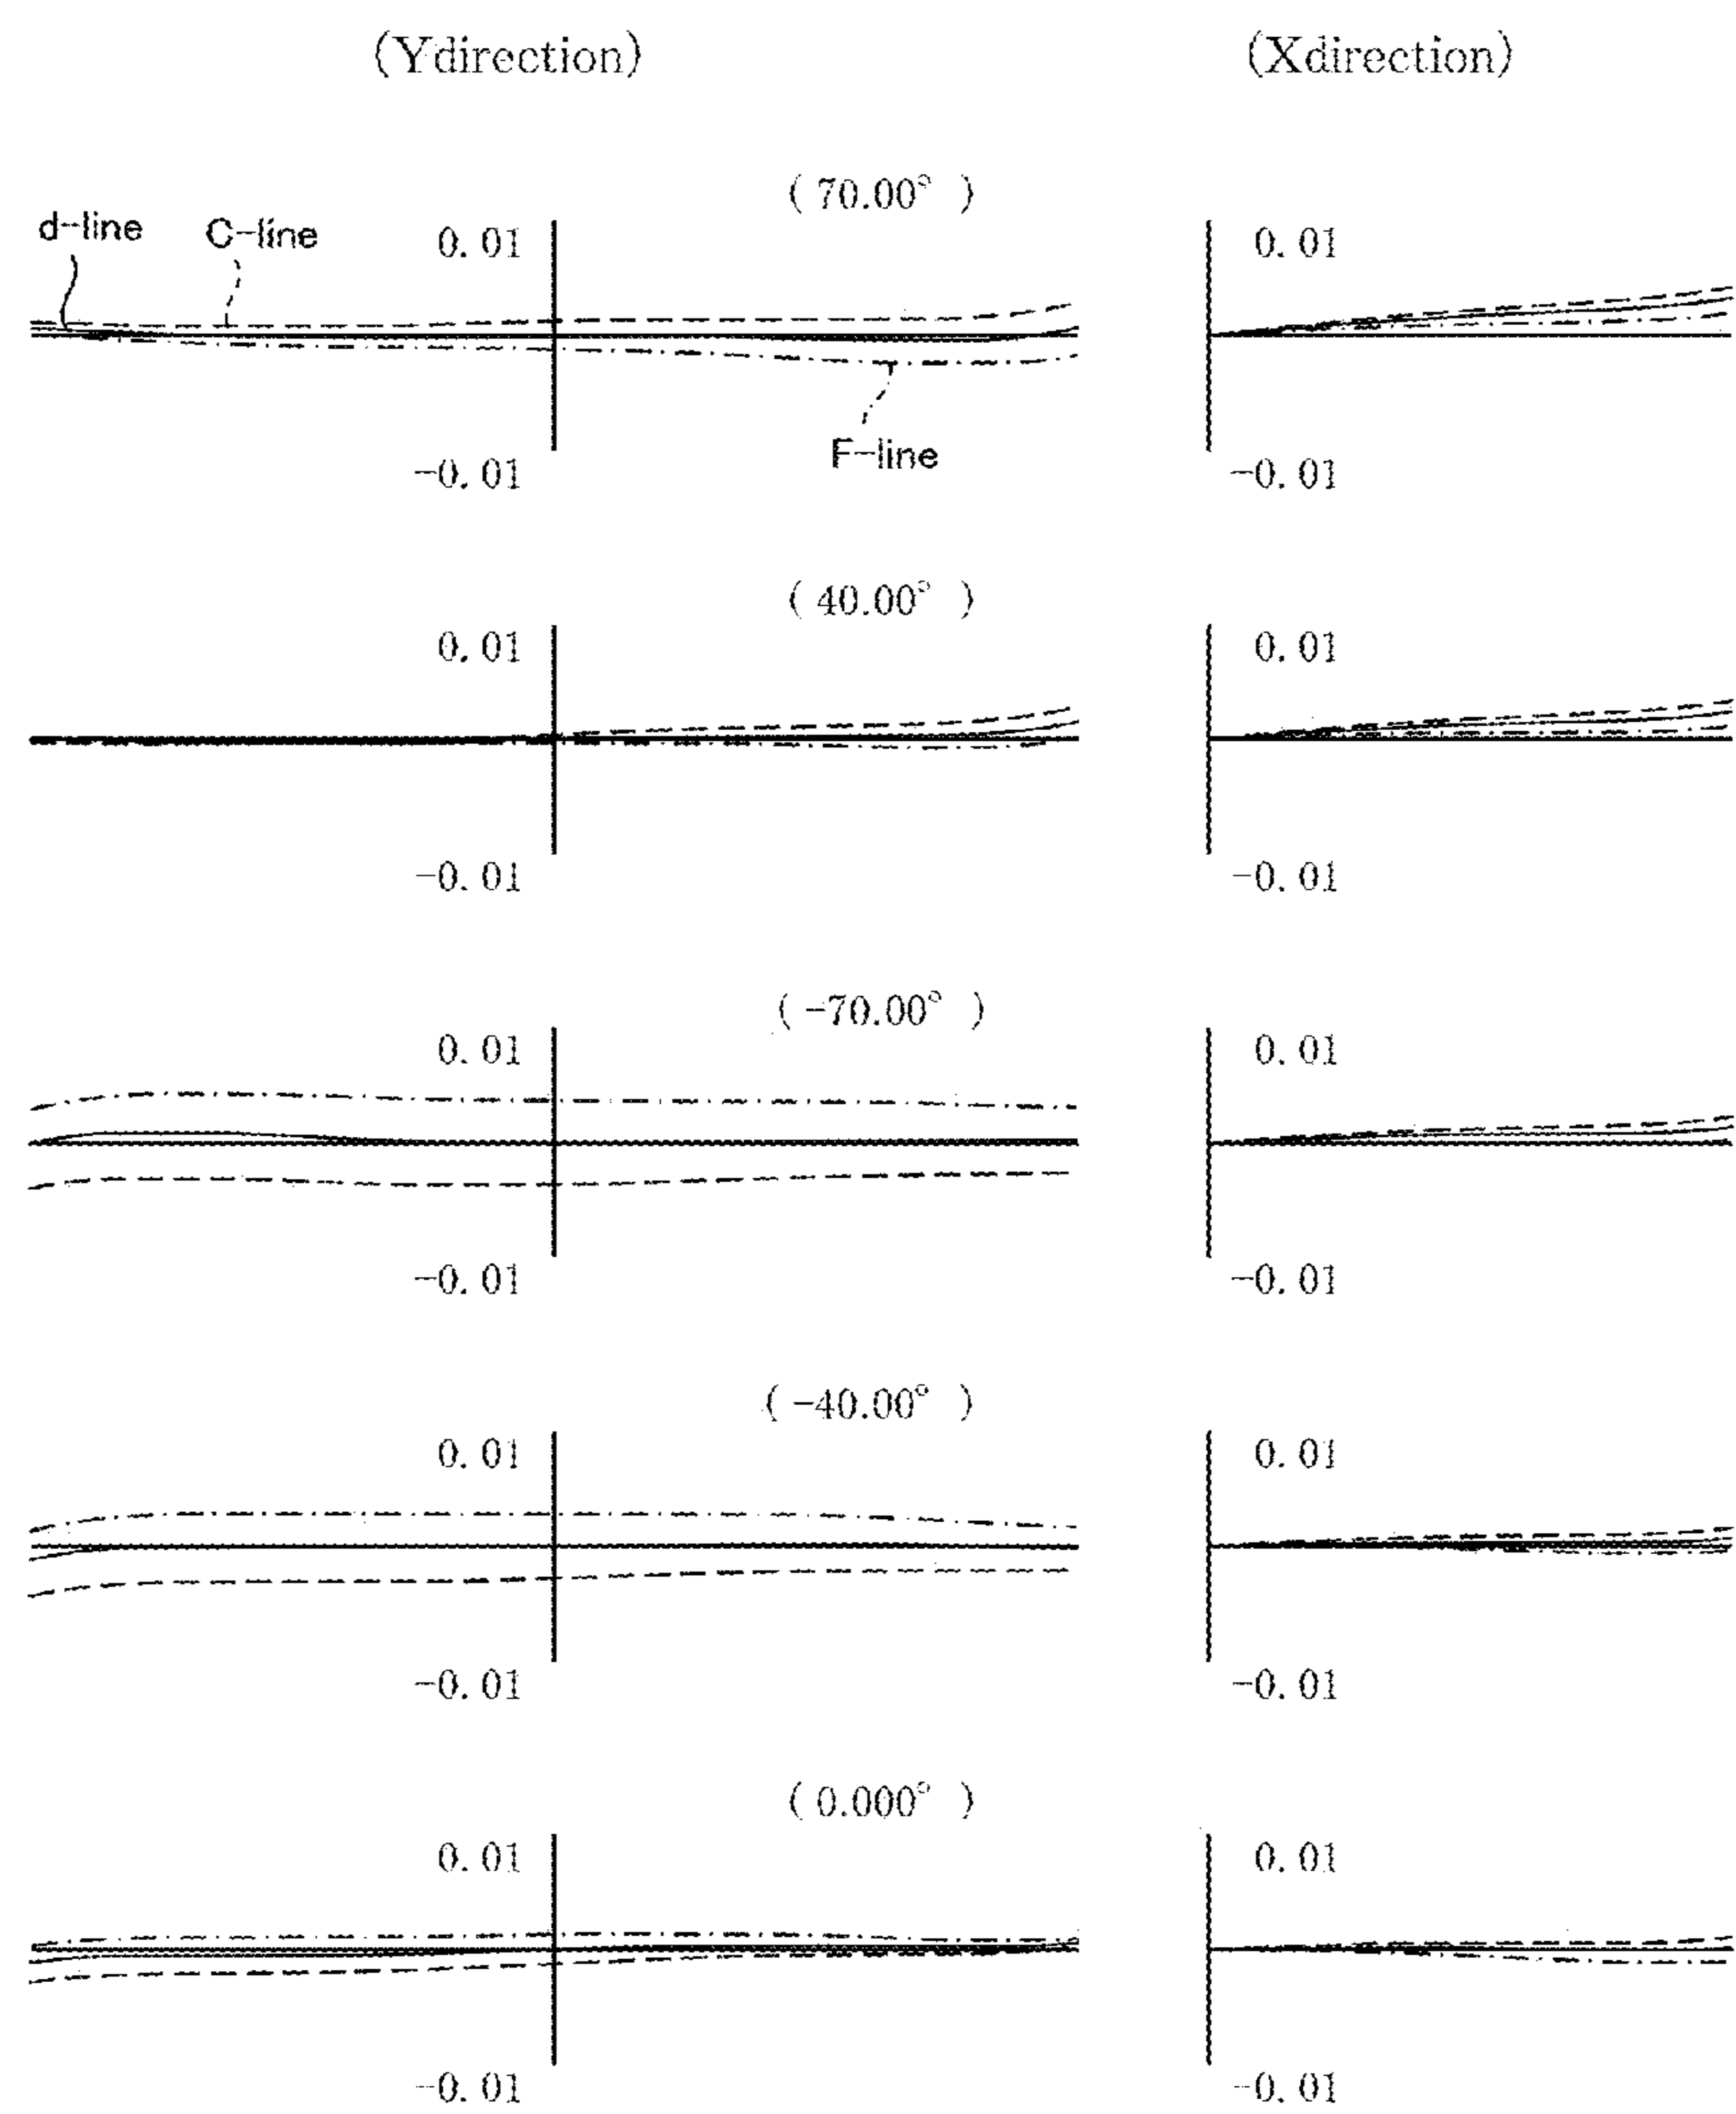 (Ydirection) (Xdirection)
( 70.00° )
d-line C-line 0.01 0.01
F-line
-0.01 -0.01
( 40.00° )
0.01 0.01
-0.01 -0.01
( -70.00° )
0.01 0.01
-0.01 -0.01
( -40.00° )
0.01 0.01
-0.01 -0.01
( 0.000° )
0.01 0.01
-0.01 -0.01